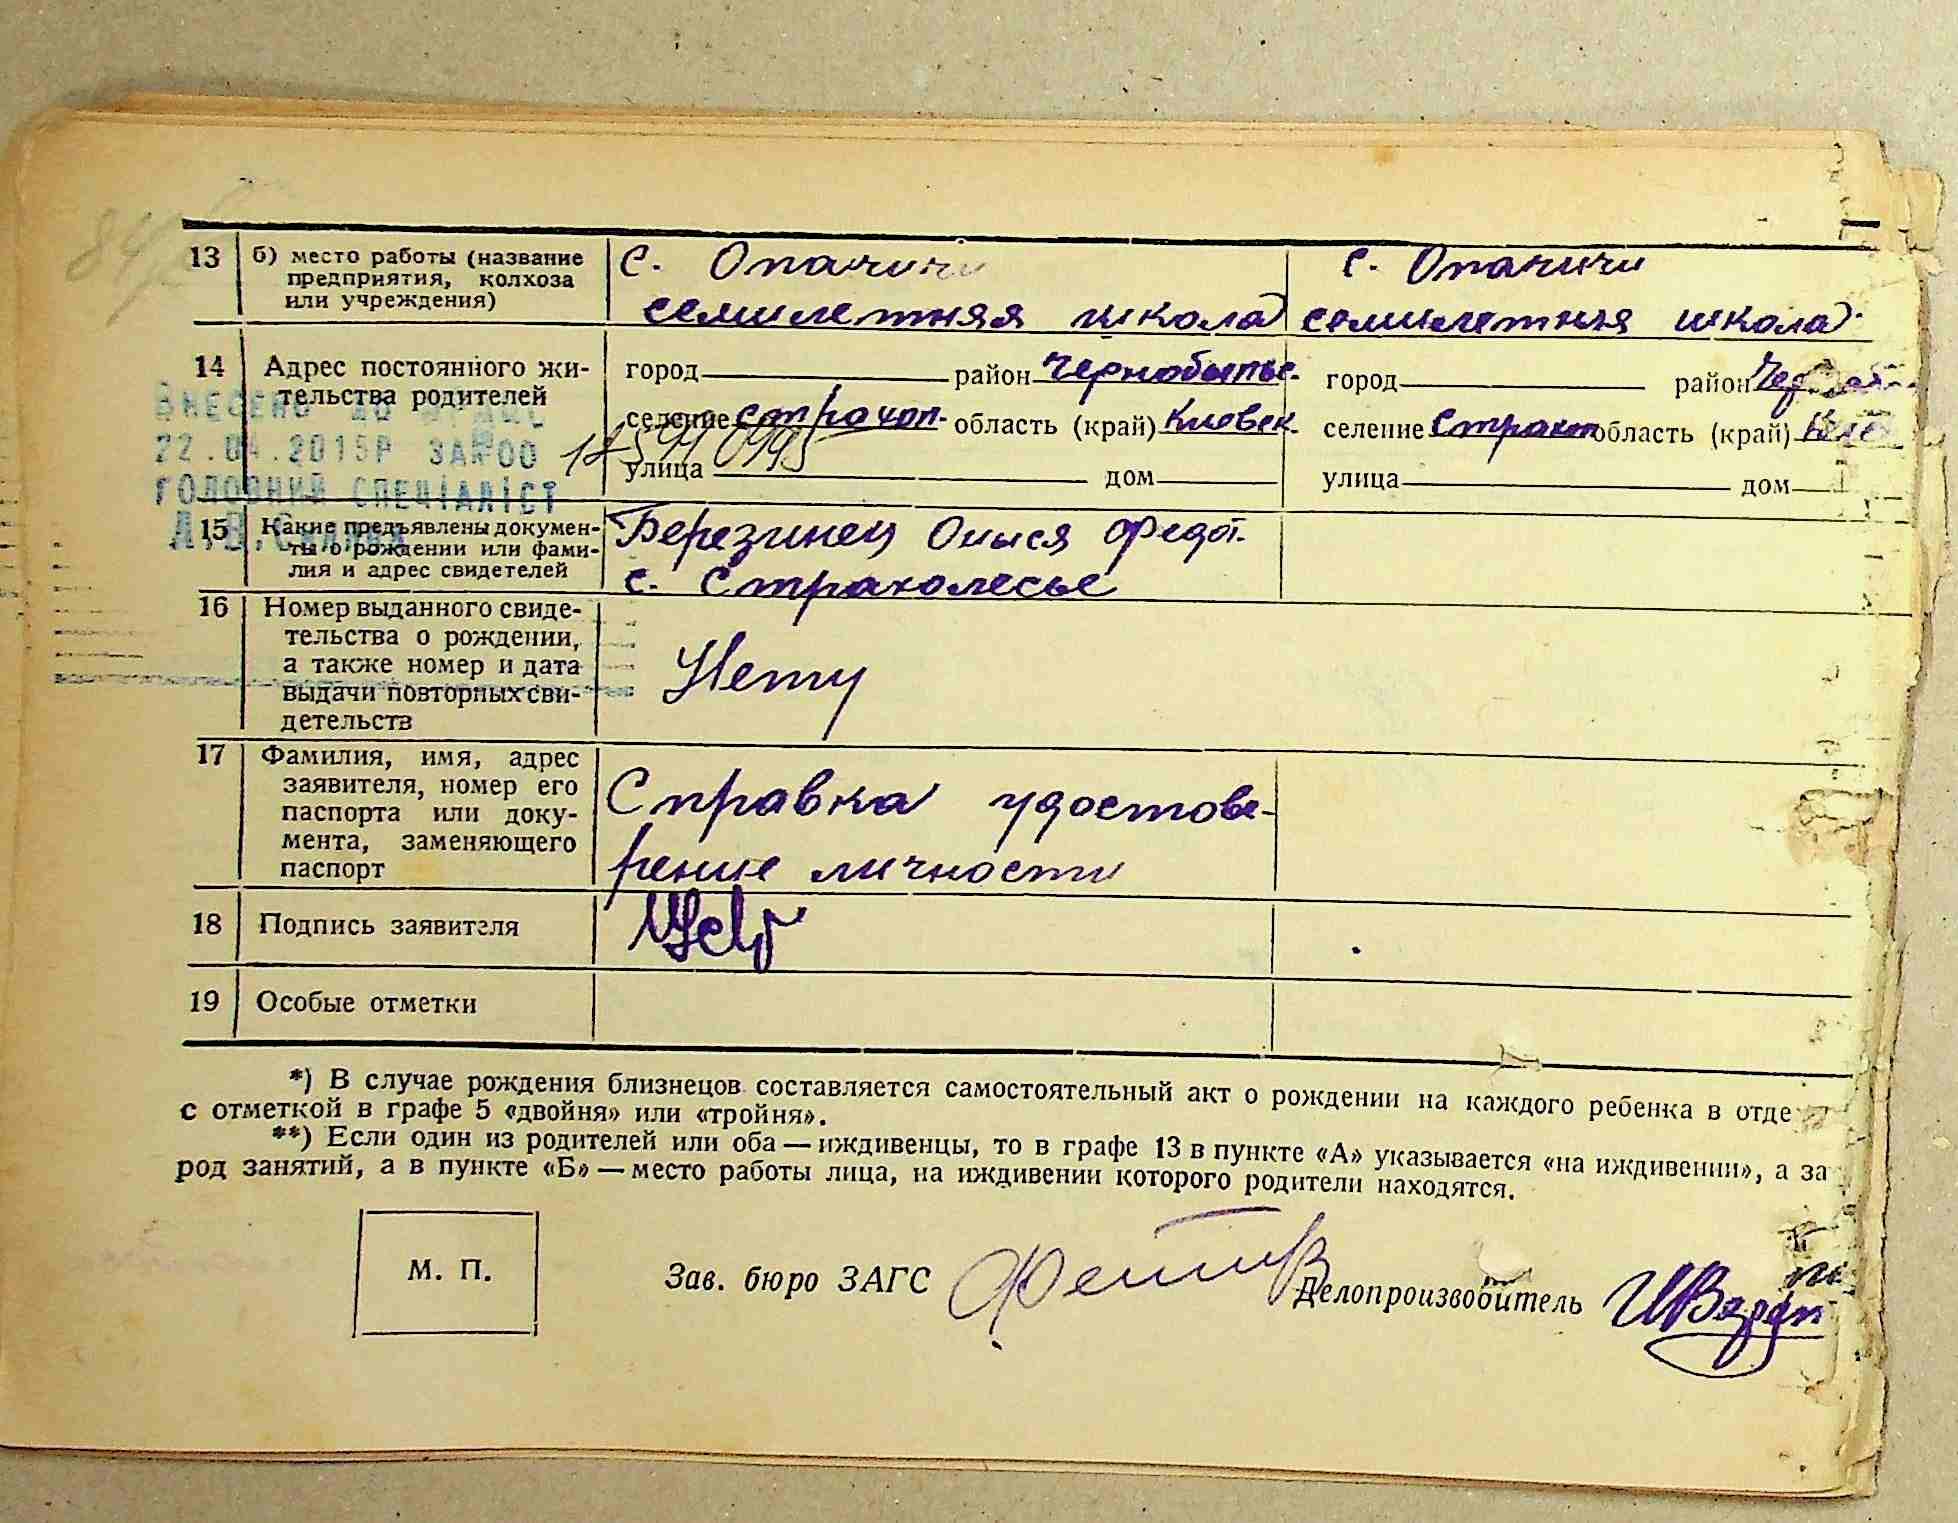 13 б) место работы (название предприятия, колхоза или учреждения)
с. Опачичи
семилетняя школа
с. Опачичи
семилетняя школа
14 Адрес постоянного жительства родителей
город район Чернобыльс.
селение Страхол. область (край) Киевск.
улица дом
город район
селение область (край)
улица дом
ВНЕСЕНО ДО
22.04.2015Р
ГОЛОВНИЙ СПЕЦІАЛІСТ
15 Какие предъявлены документы о рождении или фамилия и адрес свидетелей
Березинец Федот.
с. Страхолесье
16 Номер выданного свидетельства о рождении, а также номер и дата выдачи повторных свидетельств
Нету
17 Фамилия, имя, адрес заявителя, номер его паспорта или документа, заменяющего паспорт
Справка удостове-
рение личности
18 Подпись заявителя
19 Особые отметки
*) В случае рождения близнецов составляется самостоятельный акт о рождении на каждого ребенка в отде
с отметкой в графе 5 «двойня» или «тройня».
**) Если один из родителей или оба — иждивенцы, то в графе 13 в пункте «А» указывается «на иждивении», а за
род занятий, а в пункте «Б» — место работы лица, на иждивении которого родители находятся.
М. П.
Зав. бюро ЗАГС
Делопроизводитель